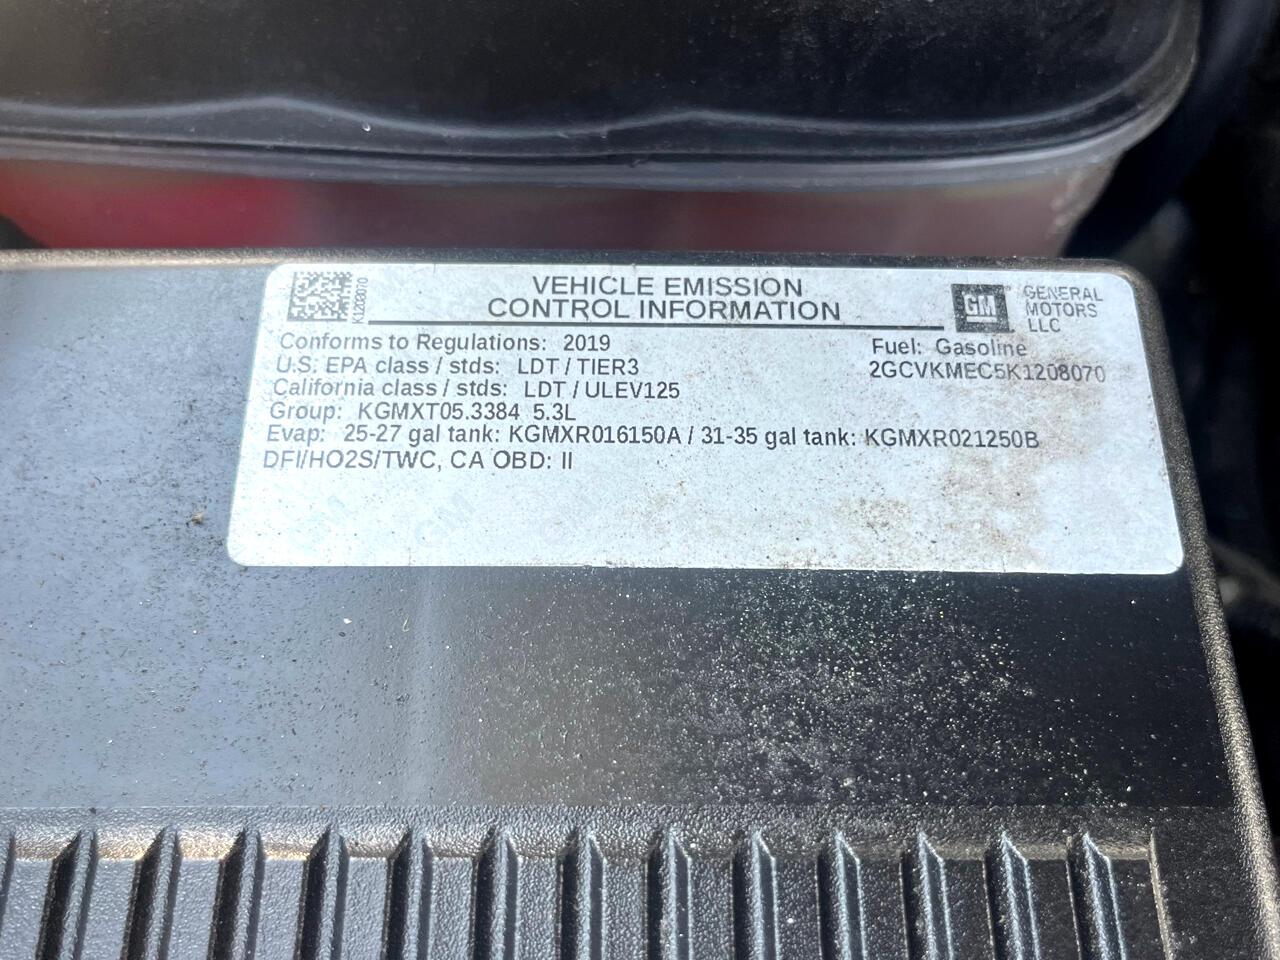 VEHICLE EMISSION
CONTROL INFORMATION
K1208070
GM
GENERAL
MOTORS
LLC
Conforms to Regulations: 2019
Fuel: Gasoline
U.S. EPA class / stds: LDT / TIER3
2GCVKMEC5K1208070
California class / stds: LDT / ULEV125
Group: KGMXT05.3384 5.3L
Evap: 25-27 gal tank: KGMXR016150A / 31-35 gal tank: KGMXR021250B
DFI/HO2S/TWC, CA OBD: II